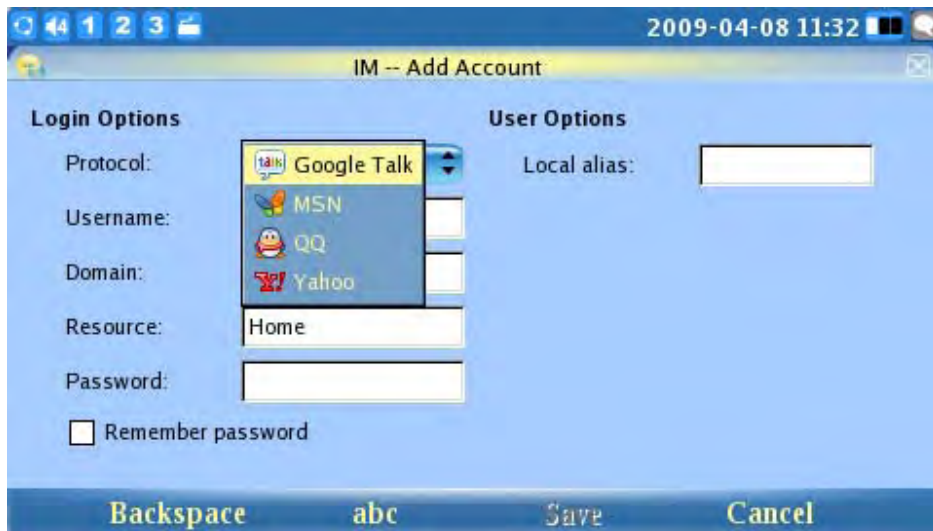 4 1 2 3 2009-04-08 11:32
IM -- Add Account
Login Options
User Options
Protocol:
talk Google Talk
MSN
QQ
Y! Yahoo
Local alias:
Username:
Domain:
Resource: Home
Password:
Remember password
Backspace abc Save Cancel